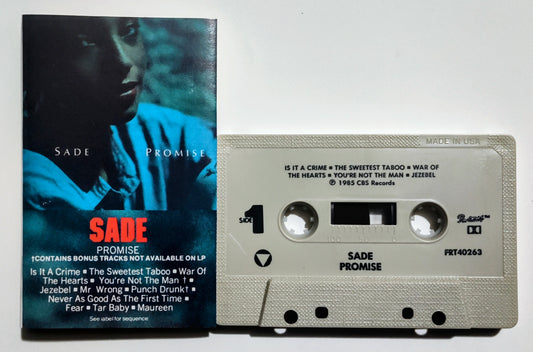 SADE PROMISE
SADE
PROMISE
†CONTAINS BONUS TRACKS NOT AVAILABLE ON LP
Is It A Crime ■ The Sweetest Taboo ■ War Of
The Hearts ■ You're Not The Man † ■
Jezebel ■ Mr Wrong ■ Punch Drunk† ■
Never As Good As The First Time ■
Fear ■ Tar Baby ■ Maureen
See label for sequence
MADE IN USA
IS IT A CRIME ■ THE SWEETEST TABOO ■ WAR OF
THE HEARTS ■ YOU'RE NOT THE MAN ■ JEZEBEL
℗ 1985 CBS Records
SIDE 1
100
SADE
PROMISE
FRT40263